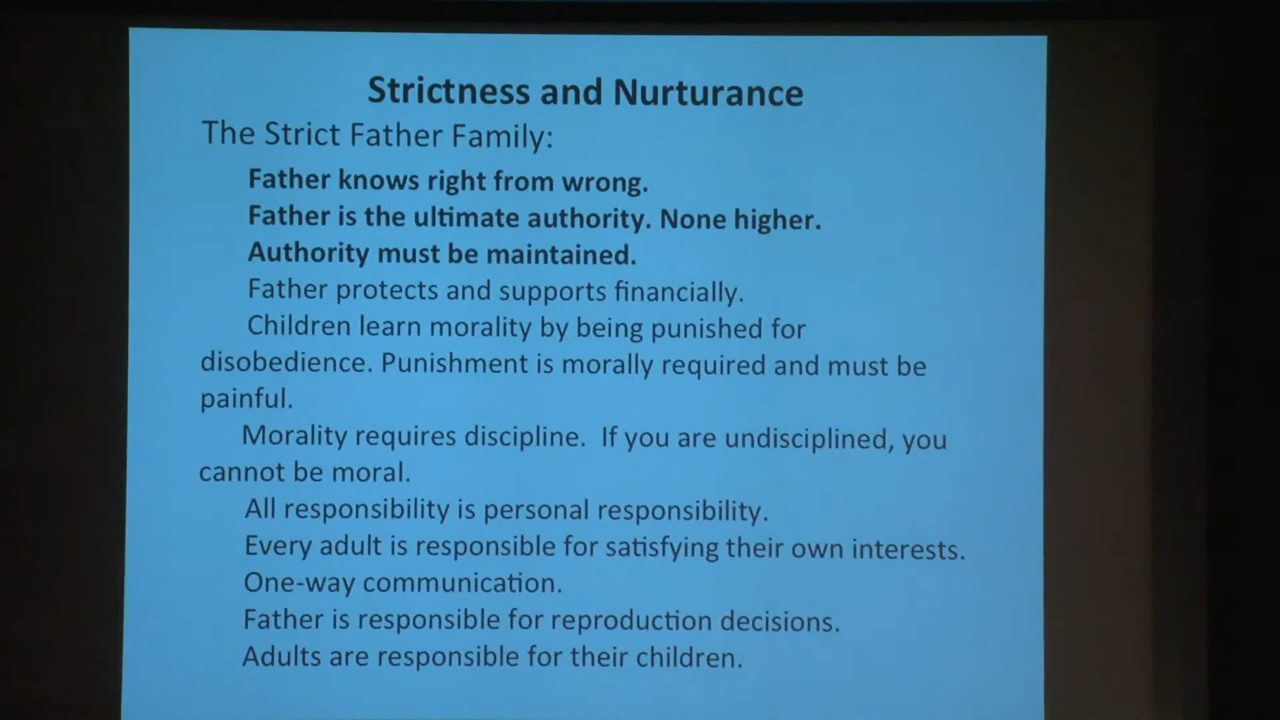 Strictness and Nurturance
The Strict Father Family:
Father knows right from wrong.
Father is the ultimate authority. None higher.
Authority must be maintained.
Father protects and supports financially.
Children learn morality by being punished for
disobedience. Punishment is morally required and must be
painful.
Morality requires discipline.  If you are undisciplined, you
cannot be moral.
All responsibility is personal responsibility.
Every adult is responsible for satisfying their own interests.
One-way communication.
Father is responsible for reproduction decisions.
Adults are responsible for their children.